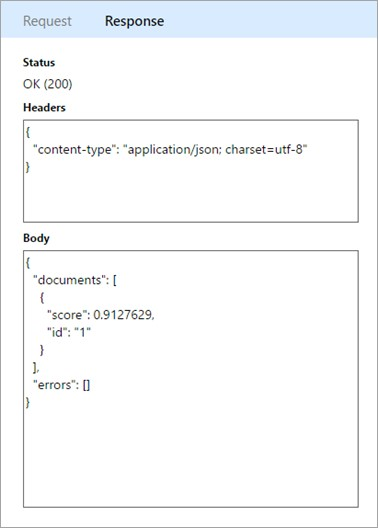 Request Response
Status
OK (200)
Headers
{
"content-type": "application/json; charset=utf-8"
}
Body
{
"documents": [
{
"score": 0.9127629,
"id": "1"
}
],
"errors": []
}